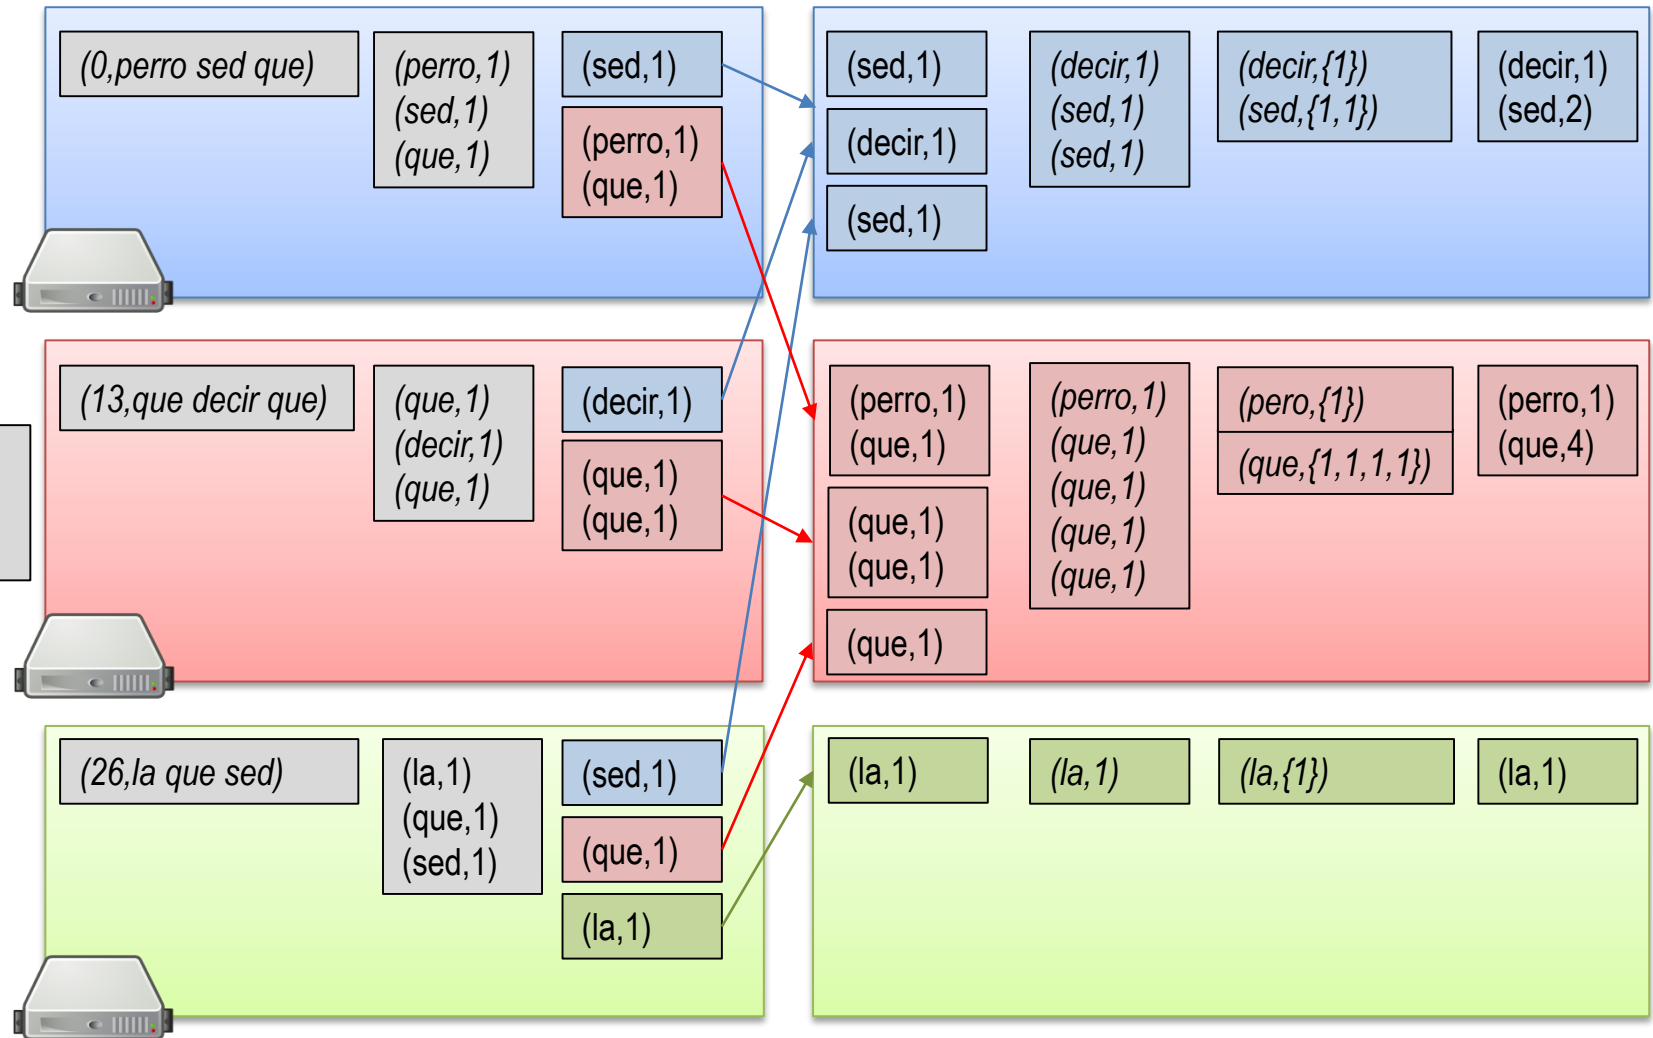 (0,perro sed que)
(perro,1)
(sed,1)
(que,1)
(sed,1)
(perro,1)
(que,1)
(sed,1)
(decir,1)
(sed,1)
(decir,1)
(sed,1)
(sed,1)
(decir,{1})
(sed,{1,1})
(decir,1)
(sed,2)
(13,que decir que)
(que,1)
(decir,1)
(que,1)
(decir,1)
(que,1)
(que,1)
(perro,1)
(que,1)
(que,1)
(que,1)
(que,1)
(perro,1)
(que,1)
(que,1)
(que,1)
(que,1)
(pero,{1})
(que,{1,1,1,1})
(perro,1)
(que,4)
(26,la que sed)
(la,1)
(que,1)
(sed,1)
(sed,1)
(que,1)
(la,1)
(la,1)
(la,1)
(la,{1})
(la,1)